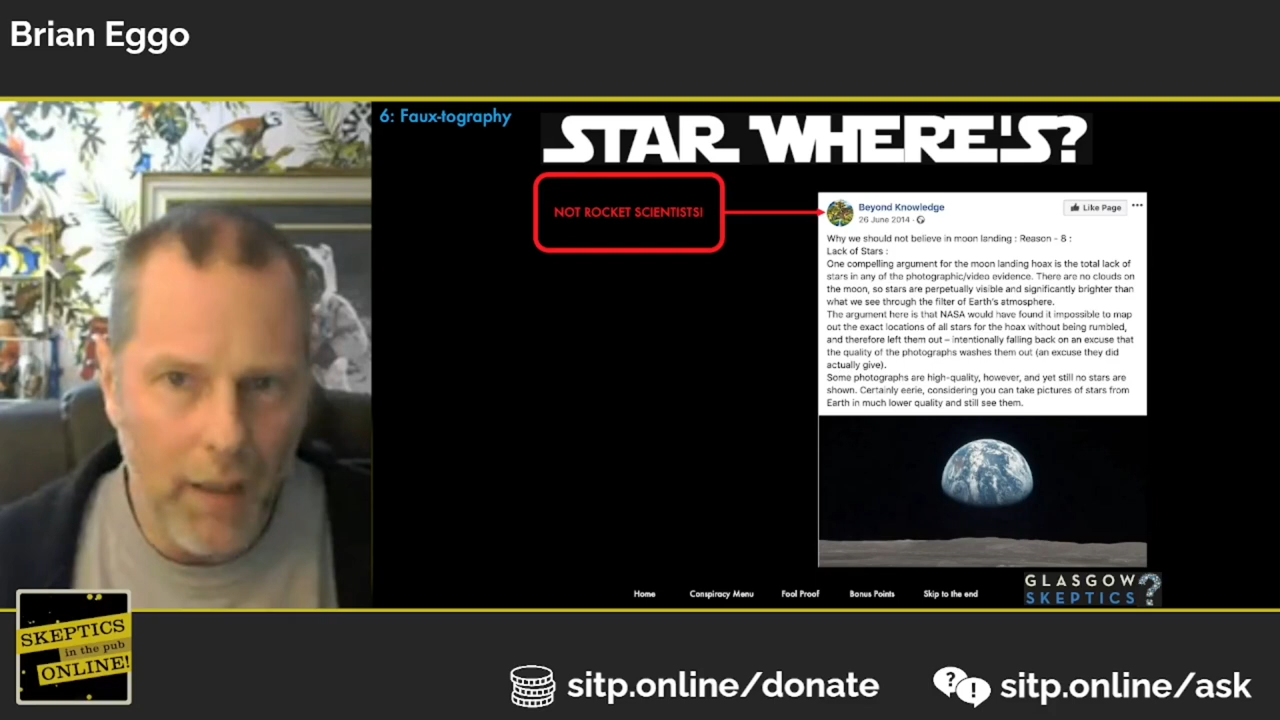 Brian Eggo
6: Faux-tography
STAR WHERE'S?
NOT ROCKET SCIENTISTS!
Beyond Knowledge
26 June 2014 ·
Like Page
Why we should not believe in moon landing : Reason - 8 :
Lack of Stars :
One compelling argument for the moon landing hoax is the total lack of
stars in any of the photographic/video evidence. There are no clouds on
the moon, so stars are perpetually visible and significantly brighter than
what we see through the filter of Earth's atmosphere.
The argument here is that NASA would have found it impossible to map
out the exact locations of all stars for the hoax without being rumbled,
and therefore left them out – intentionally falling back on an excuse that
the quality of the photographs washes them out (an excuse they did
actually give).
Some photographs are high-quality, however, and yet still no stars are
shown. Certainly eerie, considering you can take pictures of stars from
Earth in much lower quality and still see them.
Home
Conspiracy Menu
Fool Proof
Bonus Points
Skip to the end
GLASGOW
SKEPTICS
?
SKEPTICS
in the pub
ONLINE!
sitp.online/donate
? !
sitp.online/ask